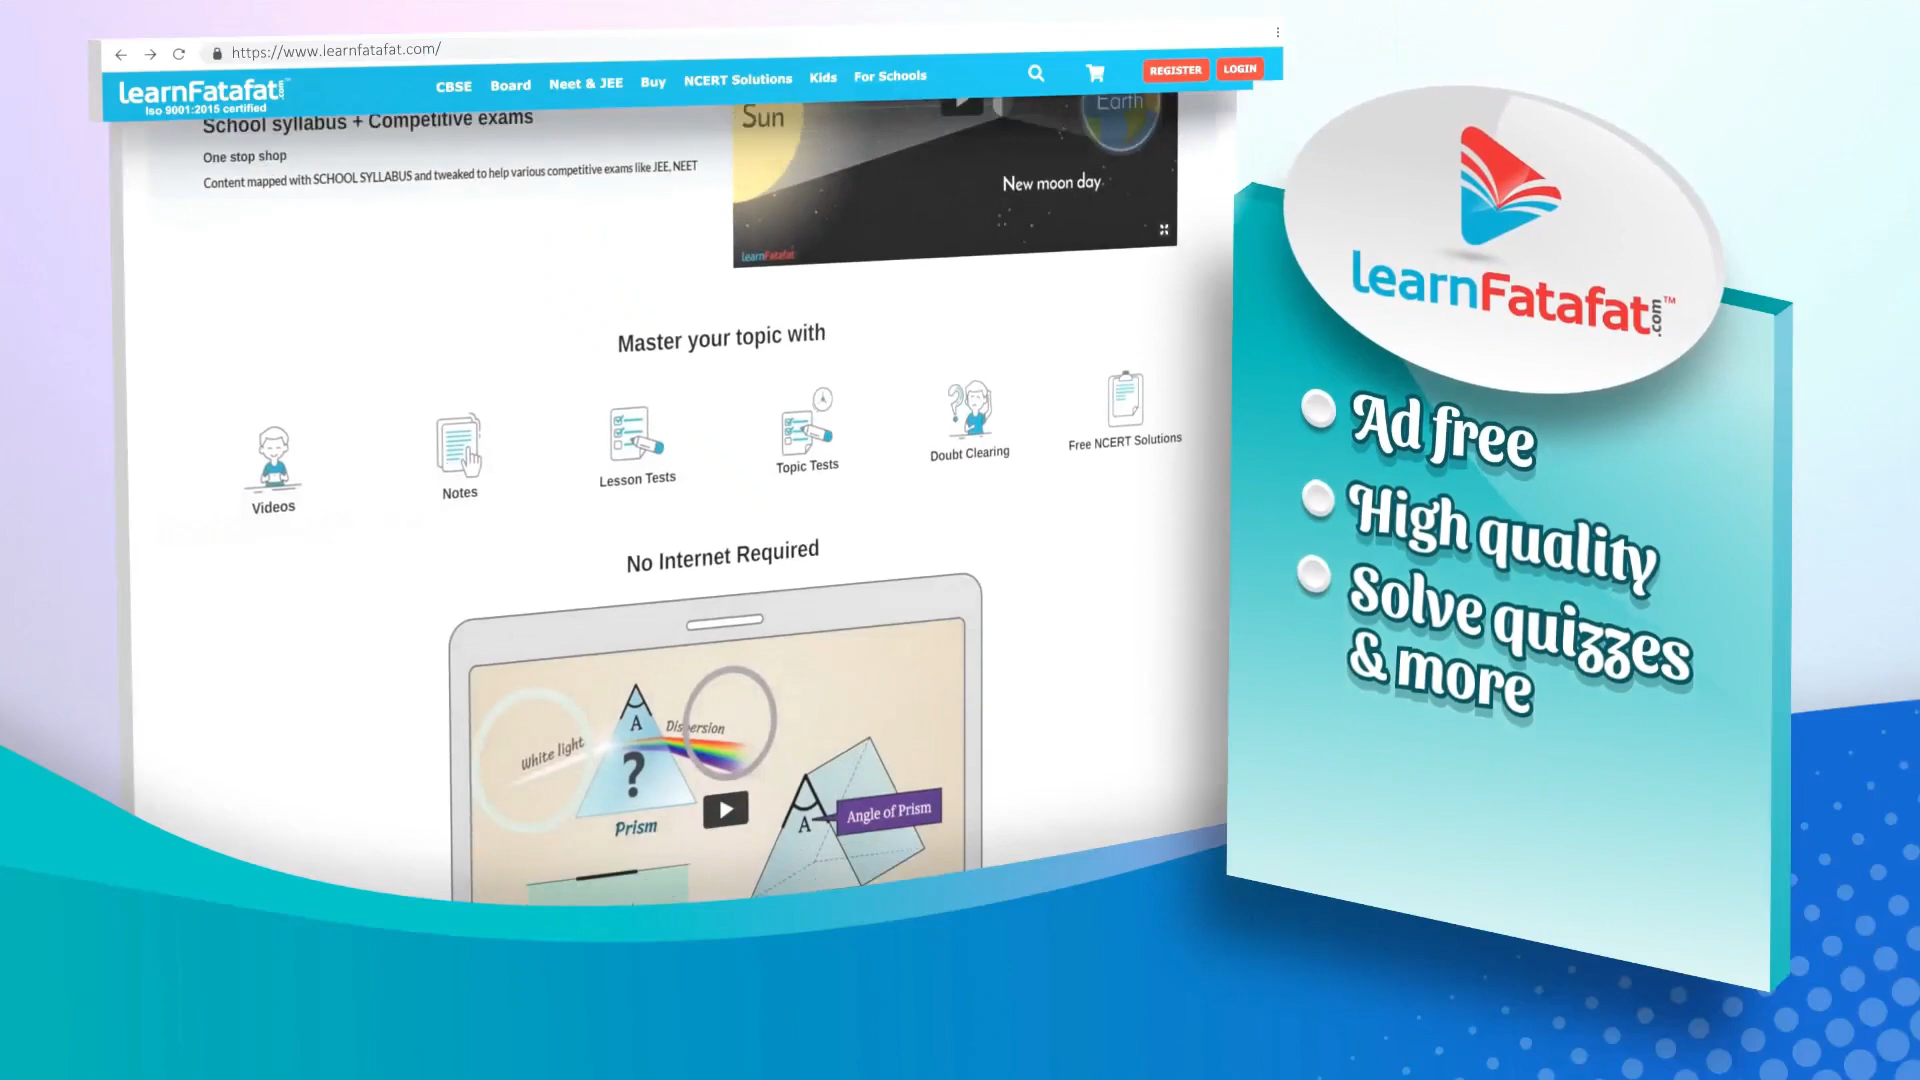 https://www.learnfatafat.com/
learnFatafat.com™
Iso 9001:2015 certified
CBSE Board Neet & JEE Buy NCERT Solutions Kids For Schools REGISTER LOGIN
School syllabus + Competitive exams
One stop shop
Content mapped with SCHOOL SYLLABUS and tweaked to help various competitive exams like JEE, NEET
Sun
Earth
New moon day
learnFatafat
Master your topic with
Videos
Notes
Lesson Tests
Topic Tests
Doubt Clearing
Free NCERT Solutions
No Internet Required
White light
A
Dispersion
?
Prism
A
Angle of Prism
learnFatafat.com™
Ad free
High quality
Solve quizzes
& more